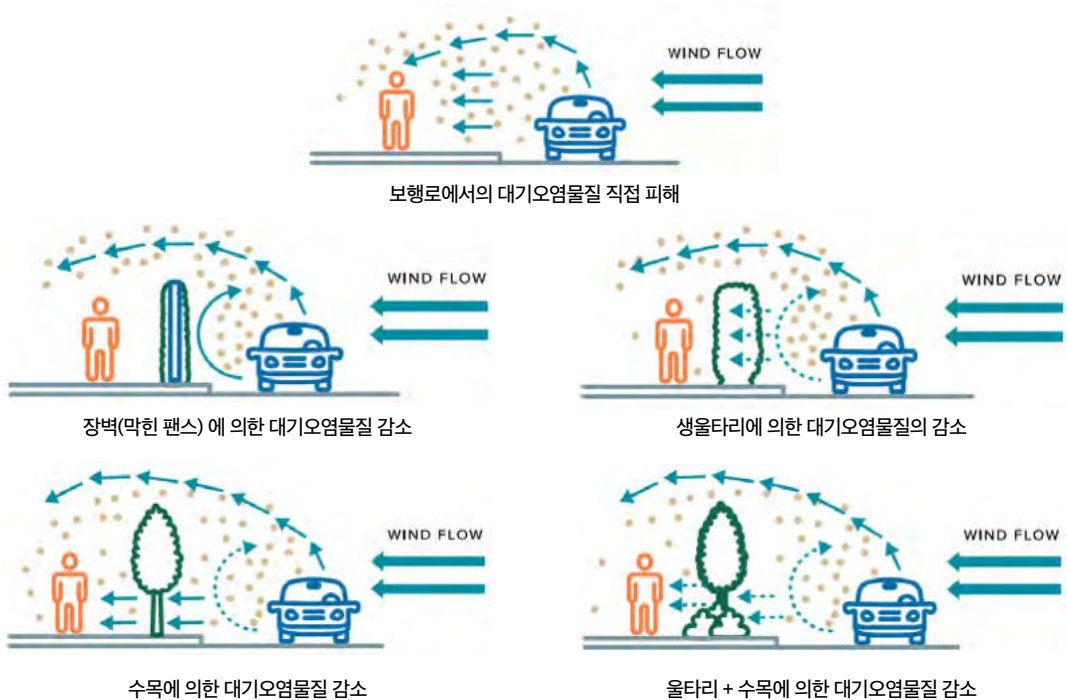 WIND FLOW
보행로에서의 대기오염물질 직접 피해
WIND FLOW
WIND FLOW
장벽(막힌 팬스) 에 의한 대기오염물질 감소
생울타리에 의한 대기오염물질의 감소
WIND FLOW
WIND FLOW
수목에 의한 대기오염물질 감소
울타리 + 수목에 의한 대기오염물질 감소